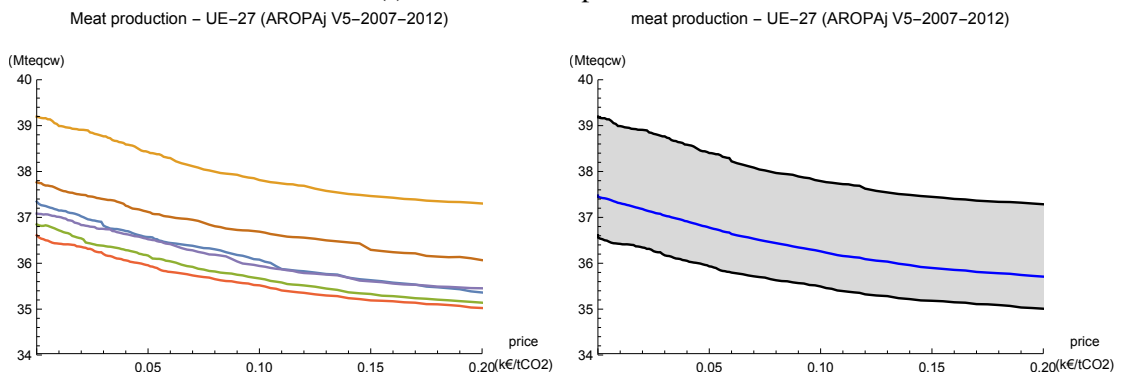 Meat production – UE–27 (AROPAj V5–2007–2012)
(Mteqcw)
40
39
38
37
36
35
34
0.05
0.10
0.15
0.20
price
(k€/tCO2)
meat production – UE–27 (AROPAj V5–2007–2012)
(Mteqcw)
40
39
38
37
36
35
34
0.05
0.10
0.15
0.20
price
(k€/tCO2)